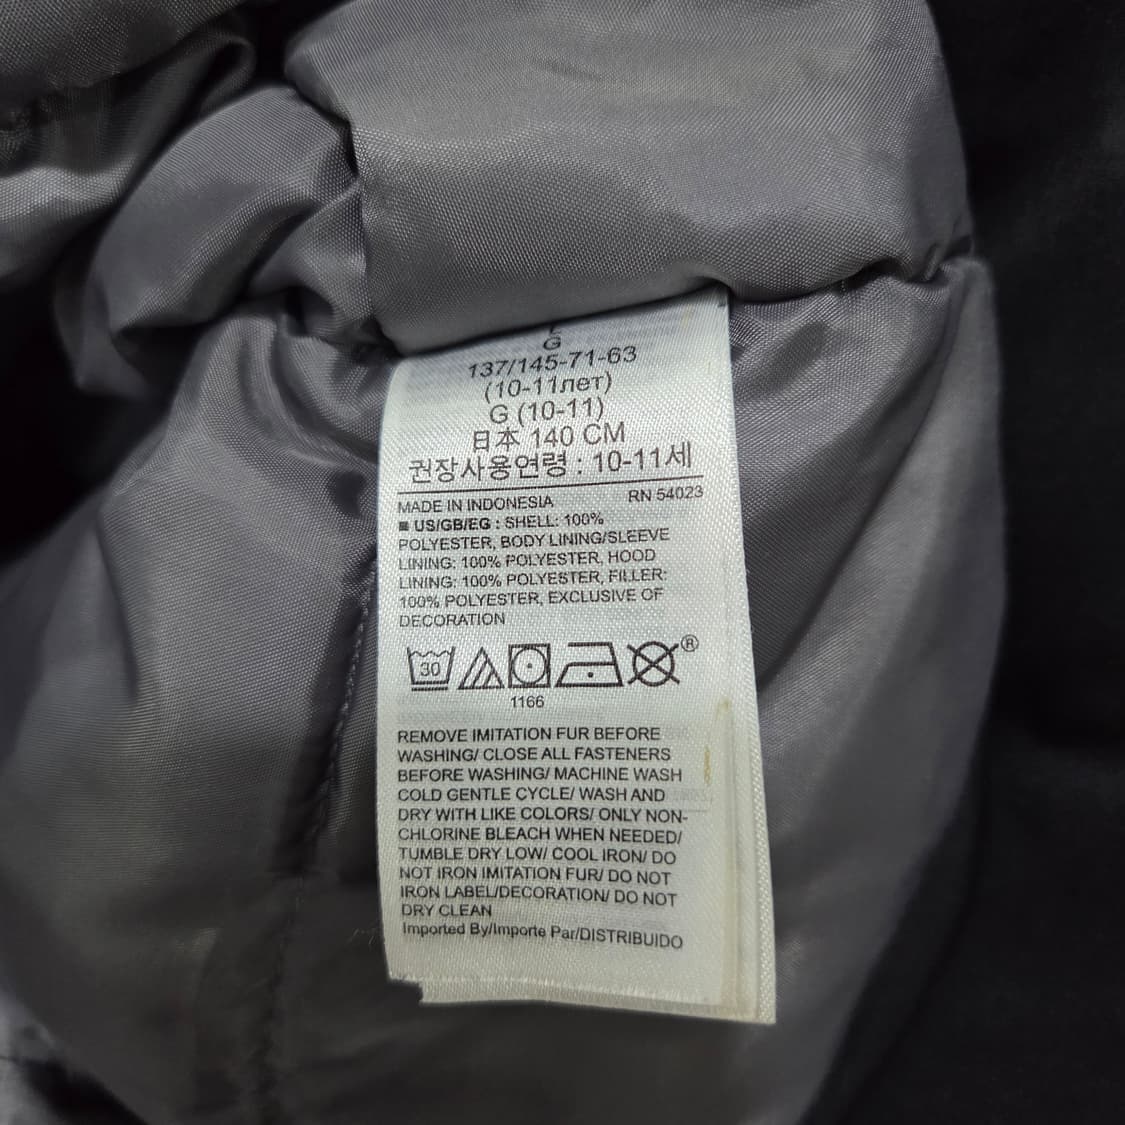 G
137/145-71-63
(10-11лет)
G (10-11)
日本 140 CM
권장사용연령 : 10-11세
MADE IN INDONESIA RN 54023
■ US/GB/EG : SHELL: 100%
POLYESTER, BODY LINING/SLEEVE
LINING: 100% POLYESTER, HOOD
LINING: 100% POLYESTER, FILLER:
100% POLYESTER, EXCLUSIVE OF
DECORATION
30 ®
1166
REMOVE IMITATION FUR BEFORE
WASHING/ CLOSE ALL FASTENERS
BEFORE WASHING/ MACHINE WASH
COLD GENTLE CYCLE/ WASH AND
DRY WITH LIKE COLORS/ ONLY NON-
CHLORINE BLEACH WHEN NEEDED/
TUMBLE DRY LOW/ COOL IRON/ DO
NOT IRON IMITATION FUR/ DO NOT
IRON LABEL/DECORATION/ DO NOT
DRY CLEAN
Imported By/Importe Par/DISTRIBUIDO